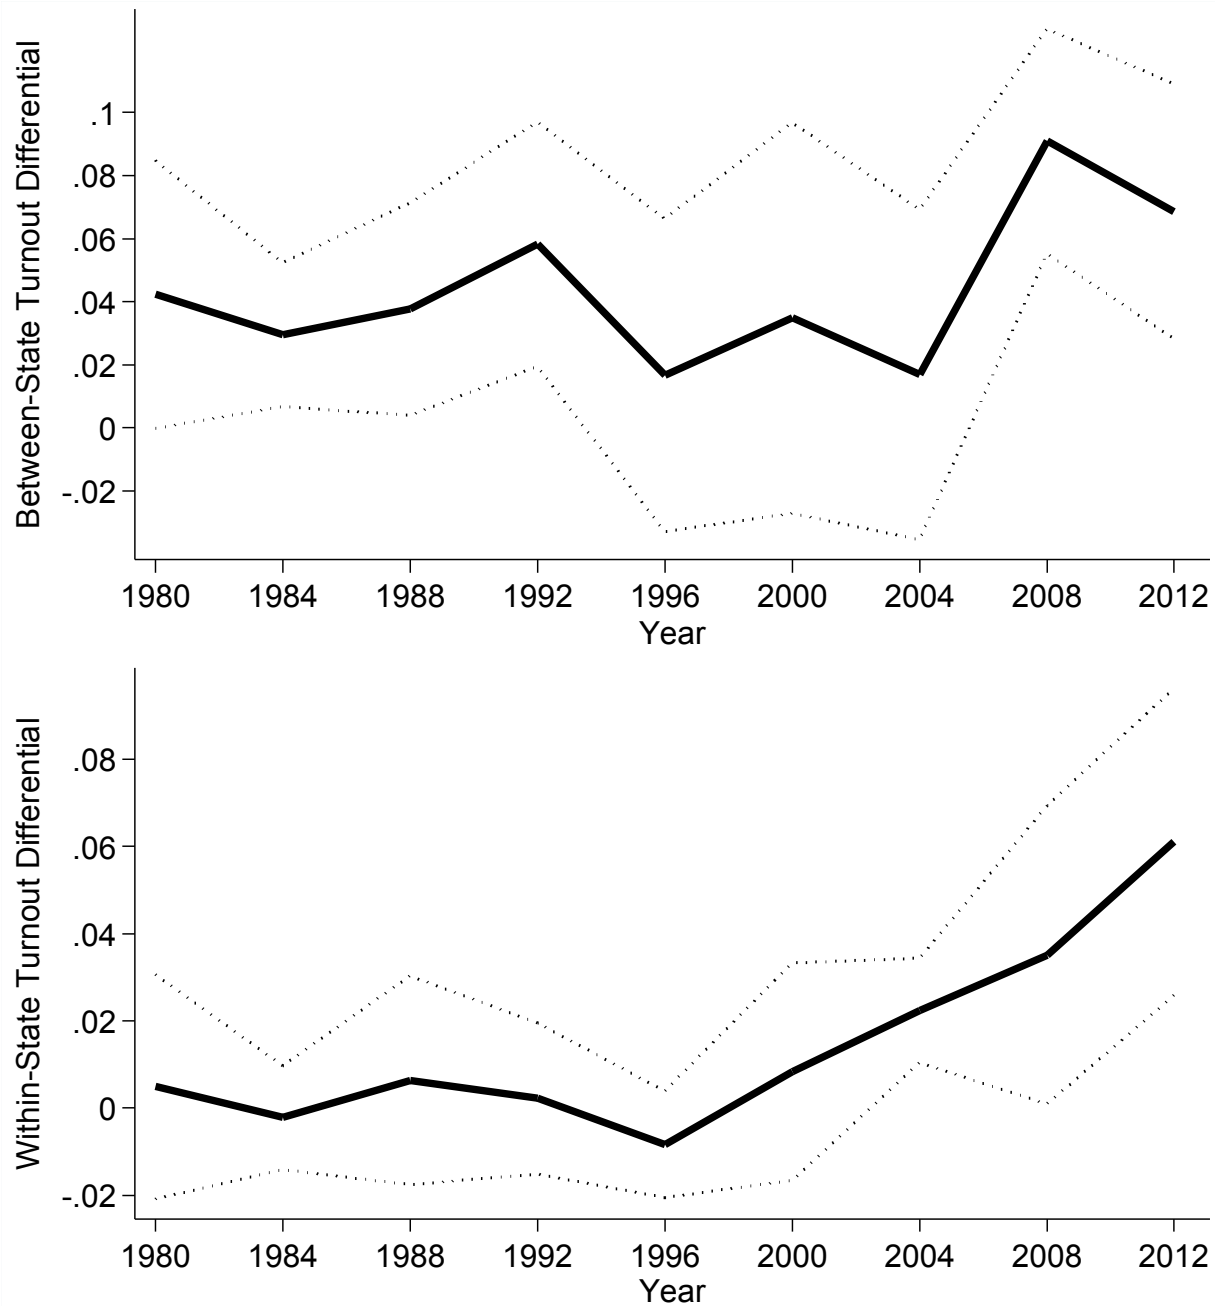 Between-State Turnout Differential
.1
.08
.06
.04
.02
0
-.02
1980 1984 1988 1992 1996 2000 2004 2008 2012
Year
Within-State Turnout Differential
.08
.06
.04
.02
0
-.02
1980 1984 1988 1992 1996 2000 2004 2008 2012
Year